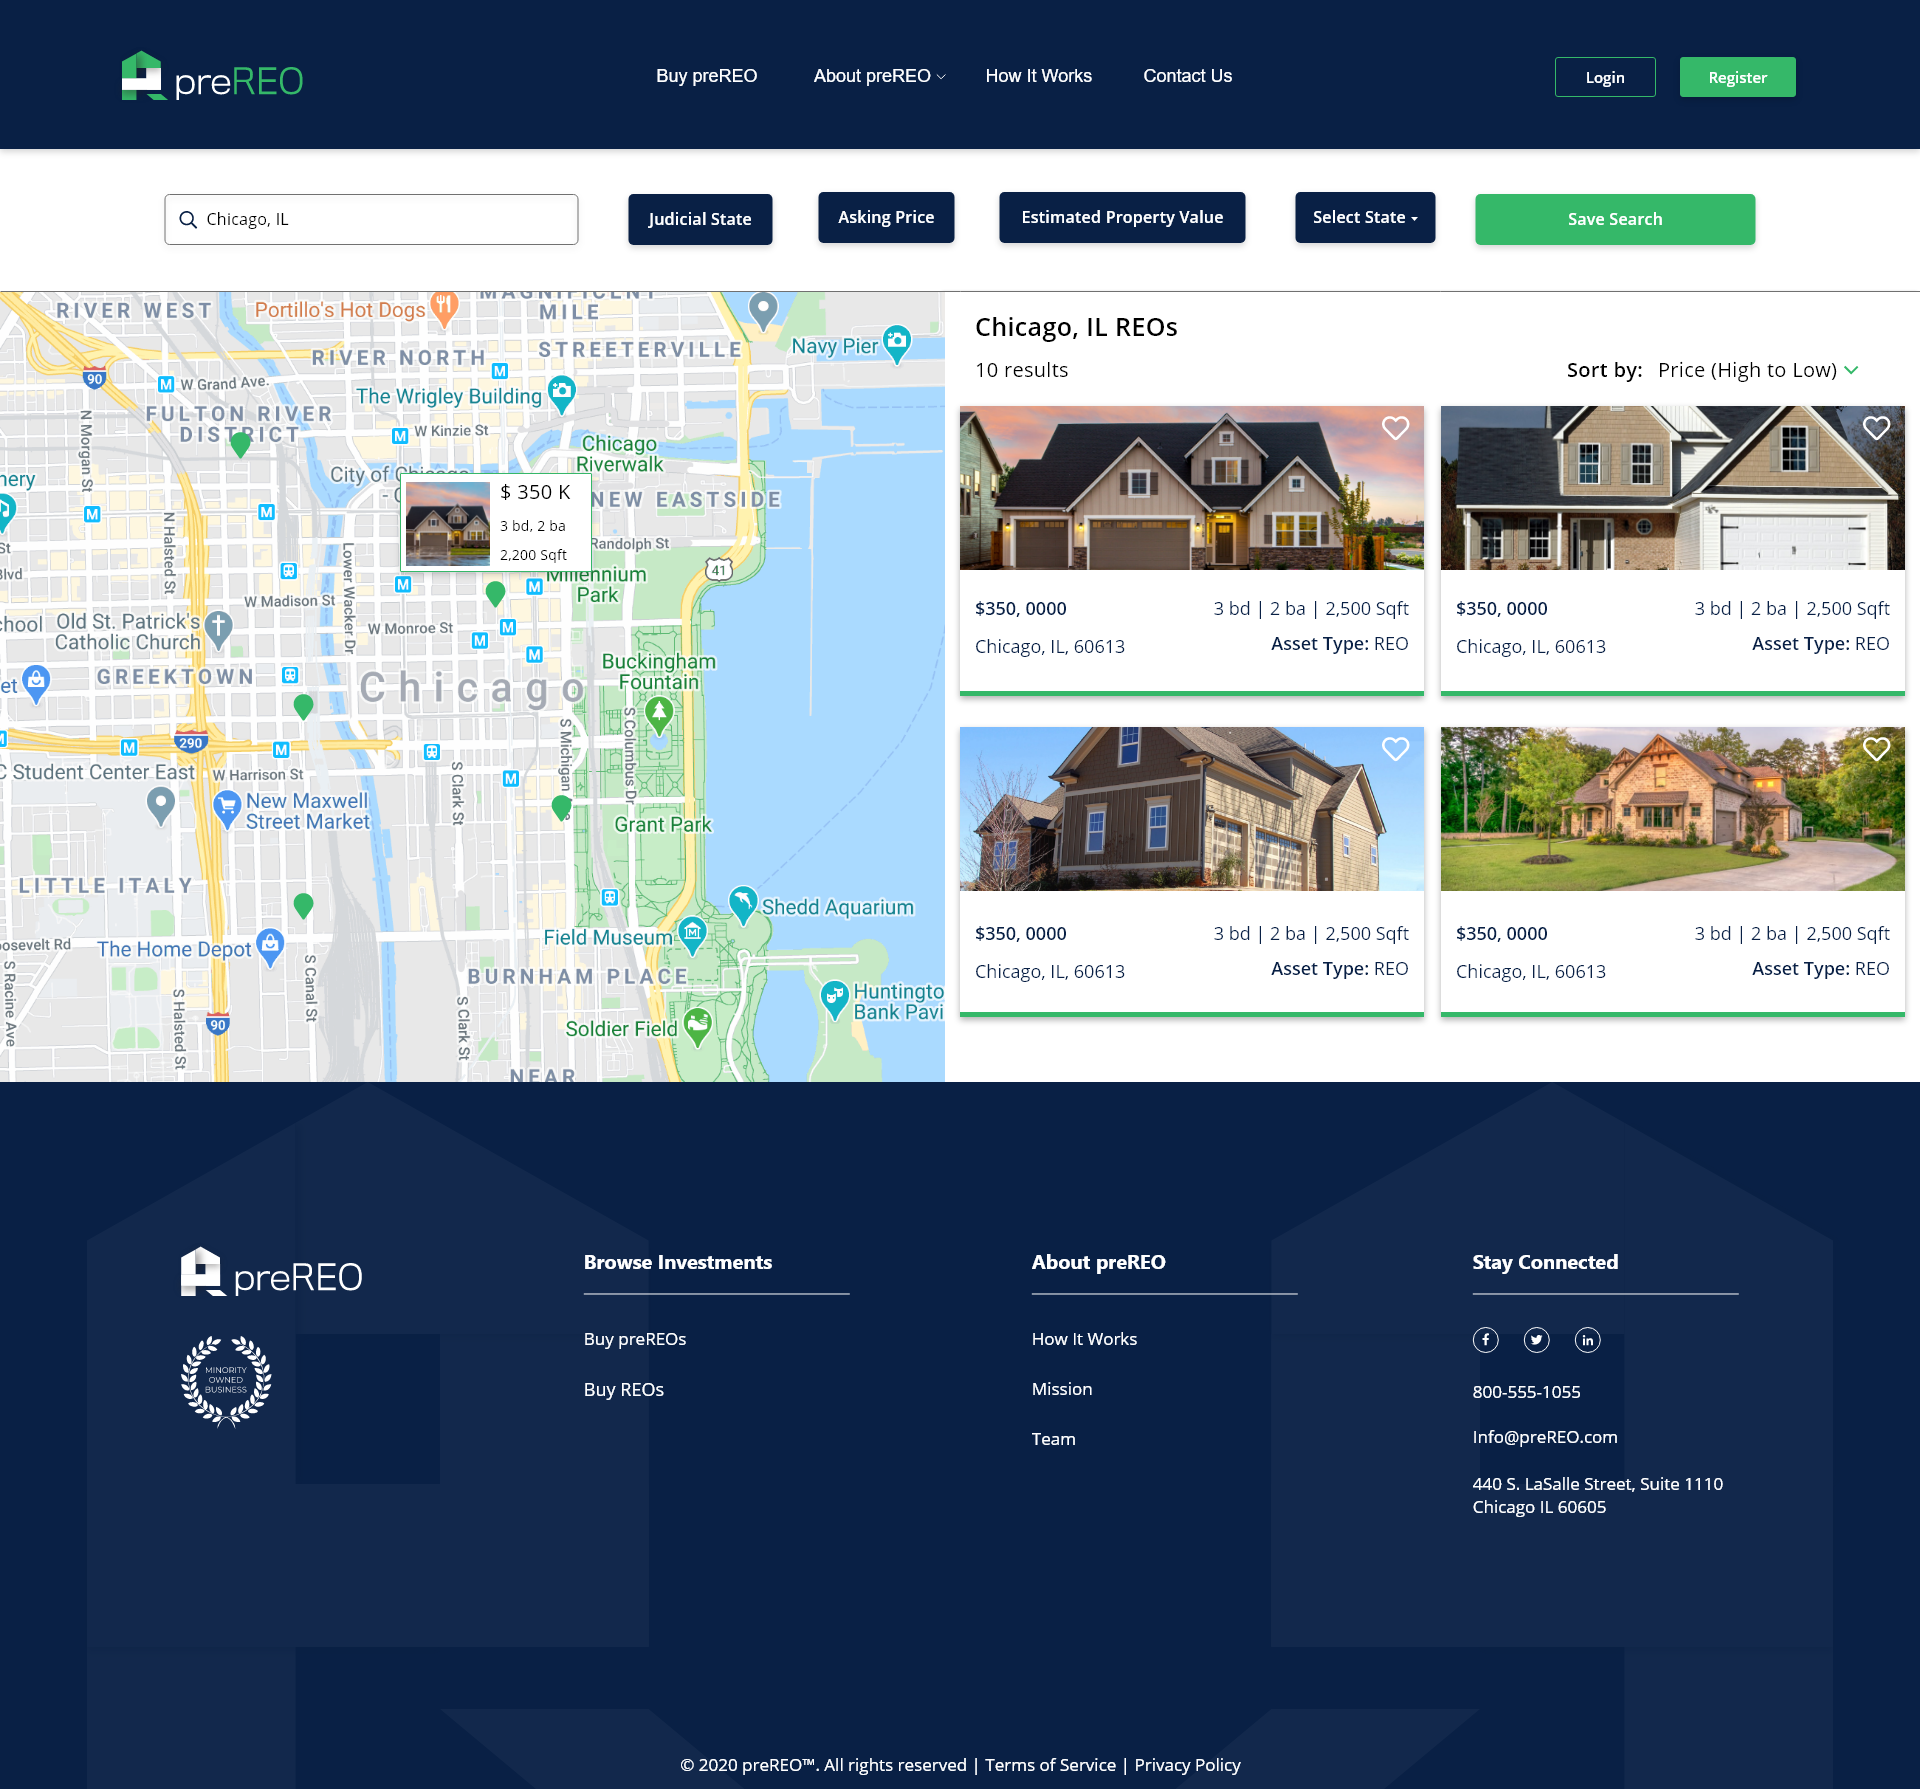 preREO
Buy preREO
About preREO
How It Works
Contact Us
Login
Register
Chicago, IL
Judicial State
Asking Price
Estimated Property Value
Select State
Save Search
RIVER WEST
Portillo's Hot Dogs
MAGNIFICENT
MILE
STREETERVILLE
Navy Pier
RIVER NORTH
90
M
W Grand Ave.
M
The Wrigley Building
N Morgan St
FULTON RIVER
DISTRICT
M
W Kinzie St
Chicago
Riverwalk
City of Chicago
nery
$ 350 K
3 bd, 2 ba
2,200 Sqft
NEW EASTSIDE
M
M
N Halsted St
St
Blvd
Lower Wacker Dr
Randolph St
41
M
M
Millennium
Park
W Madison St
Old St. Patrick's
Catholic Church
W Monroe St
M
M
M
chool
Buckingham
Fountain
GREEKTOWN
Chicago
et
290
M
M
S Michigan
S Columbus Dr
C Student Center East
W Harrison St
M
S Clark St
New Maxwell
Street Market
Grant Park
LITTLE ITALY
Shedd Aquarium
Field Museum
oosevelt Rd
The Home Depot
S Racine Ave
S Canal St
BURNHAM PLACE
S Halsted St
S Clark St
Huntingto
Bank Pavi
90
Soldier Field
NEAR
Chicago, IL REOs
10 results
Sort by: Price (High to Low)
$350, 0000
3 bd | 2 ba | 2,500 Sqft
Chicago, IL, 60613
Asset Type: REO
$350, 0000
3 bd | 2 ba | 2,500 Sqft
Chicago, IL, 60613
Asset Type: REO
$350, 0000
3 bd | 2 ba | 2,500 Sqft
Chicago, IL, 60613
Asset Type: REO
$350, 0000
3 bd | 2 ba | 2,500 Sqft
Chicago, IL, 60613
Asset Type: REO
preREO
MINORITY
OWNED
BUSINESS
Browse Investments
Buy preREOs
Buy REOs
About preREO
How It Works
Mission
Team
Stay Connected
f
in
800-555-1055
Info@preREO.com
440 S. LaSalle Street, Suite 1110
Chicago IL 60605
© 2020 preREO™. All rights reserved | Terms of Service | Privacy Policy